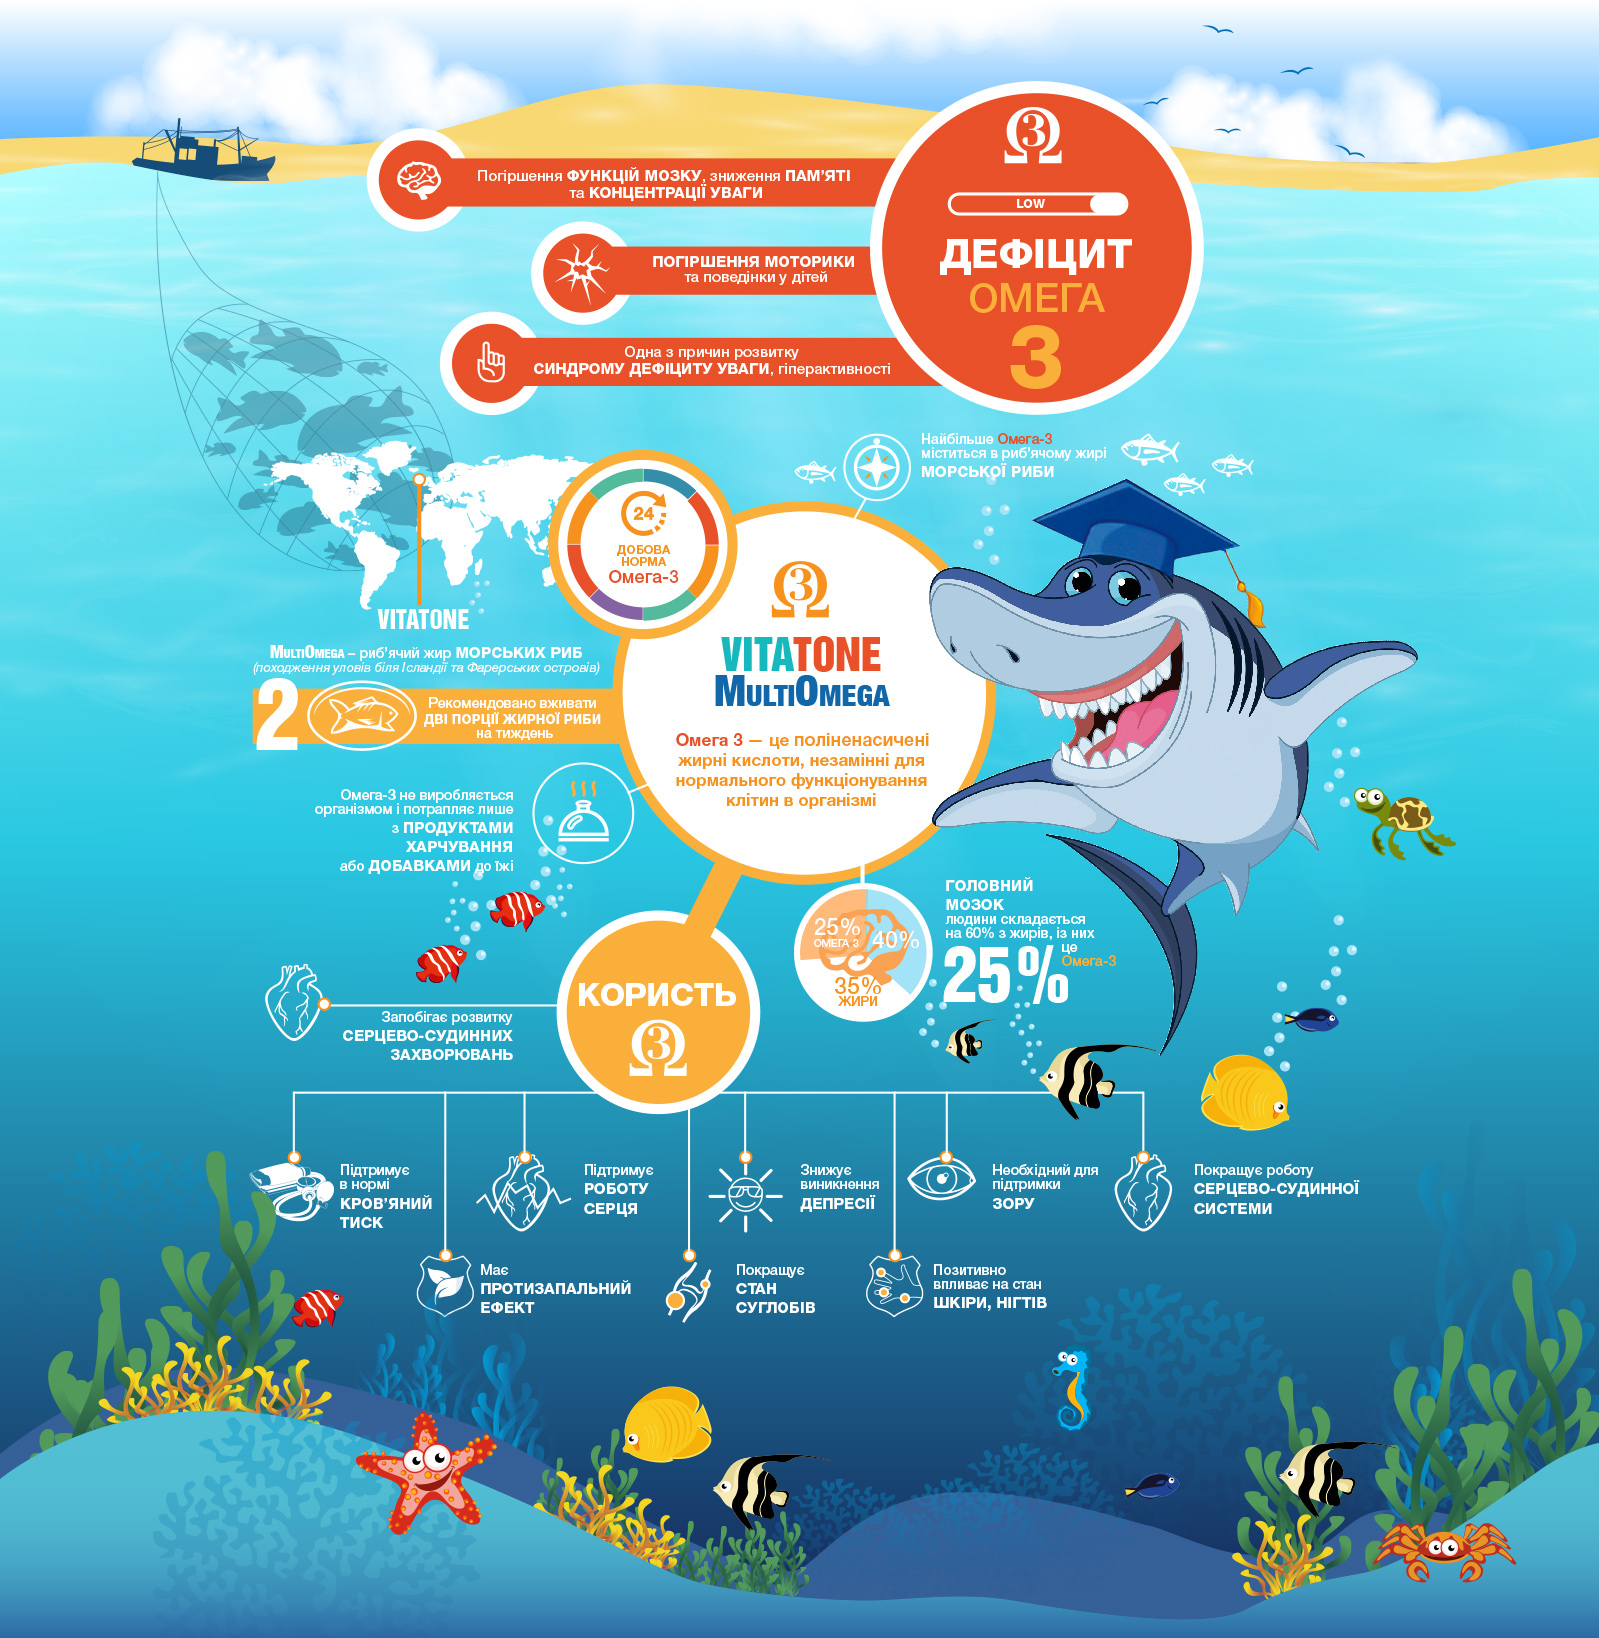 3
LOW
ДЕФІЦИТ
ОМЕГА
3
Погіршення ФУНКЦІЙ МОЗКУ, зниження ПАМ’ЯТІ
та КОНЦЕНТРАЦІЇ УВАГИ
ПОГІРШЕННЯ МОТОРИКИ
та поведінки у дітей
Одна з причин розвитку
СИНДРОМУ ДЕФІЦИТУ УВАГИ, гіперактивності
Найбільше Омега-3
міститься в риб'ячому жирі
МОРСЬКОЇ РИБИ
24
ДОБОВА
НОРМА
Омега-3
VITATONE
MULTIOMEGA – риб'ячий жир МОРСЬКИХ РИБ
(походження уловів біля Ісландії та Фарерських островів)
2
Рекомендовано вживати
ДВІ ПОРЦІЇ ЖИРНОЇ РИБИ
на тиждень
3
VITATONE
MULTIOMEGA
Омега 3 — це поліненасичені
жирні кислоти, незамінні для
нормального функціонування
клітин в організмі
Омега-3 не виробляється
організмом і потрапляє лише
з ПРОДУКТАМИ
ХАРЧУВАННЯ
або ДОБАВКАМИ до їжі
25%
ОМЕГА 3
40%
35%
ЖИРИ
ГОЛОВНИЙ
МОЗОК
людини складається
на 60% з жирів, із них
25% це
Омега-3
КОРИСТЬ
3
Запобігає розвитку
СЕРЦЕВО-СУДИННИХ
ЗАХВОРЮВАНЬ
Підтримує
в нормі
КРОВ’ЯНИЙ
ТИСК
Підтримує
РОБОТУ
СЕРЦЯ
Знижує
виникнення
ДЕПРЕСІЇ
Необхідний для
підтримки
ЗОРУ
Покращує роботу
СЕРЦЕВО-СУДИННОЇ
СИСТЕМИ
Має
ПРОТИЗАПАЛЬНИЙ
ЕФЕКТ
Покращує
СТАН
СУГЛОБІВ
Позитивно
впливає на стан
ШКІРИ, НІГТІВ